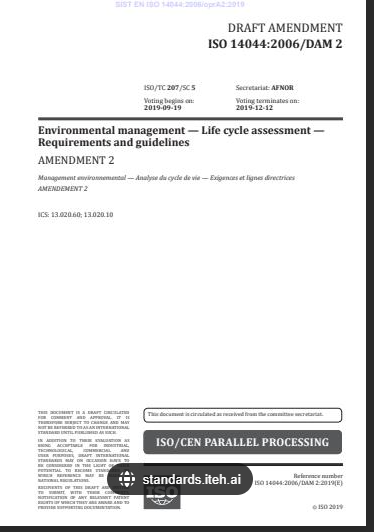 SIST EN ISO 14044:2006/oprA2:2019
DRAFT AMENDMENT
ISO 14044:2006/DAM 2
ISO/TC 207/SC 5
Secretariat: AFNOR
Voting begins on:
2019-09-19
Voting terminates on:
2019-12-12
Environmental management — Life cycle assessment —
Requirements and guidelines
AMENDMENT 2
Management environnemental — Analyse du cycle de vie — Exigences et lignes directrices
AMENDEMENT 2
ICS: 13.020.60; 13.020.10
THIS DOCUMENT IS A DRAFT CIRCULATED
FOR COMMENT AND APPROVAL. IT IS
THEREFORE SUBJECT TO CHANGE AND MAY
NOT BE REFERRED TO AS AN INTERNATIONAL
STANDARD UNTIL PUBLISHED AS SUCH.
IN ADDITION TO THEIR EVALUATION AS
BEING ACCEPTABLE FOR INDUSTRIAL,
TECHNOLOGICAL, COMMERCIAL AND
USER PURPOSES, DRAFT INTERNATIONAL
STANDARDS MAY ON OCCASION HAVE TO
BE CONSIDERED IN THE LIGHT OF
POTENTIAL TO BECOME
WHICH REFERENCE MAY BE
NATIONAL REGULATIONS.
RECIPIENTS OF THIS DRAFT
TO SUBMIT, WITH THEIR
NOTIFICATION OF ANY RELEVANT PATENT
RIGHTS OF WHICH THEY ARE AWARE AND TO
PROVIDE SUPPORTING DOCUMENTATION.
This document is circulated as received from the committee secretariat.
ISO/CEN PARALLEL PROCESSING
standards.iteh.ai
ISO
Reference number
ISO 14044:2006/DAM 2:2019(E)
© ISO 2019